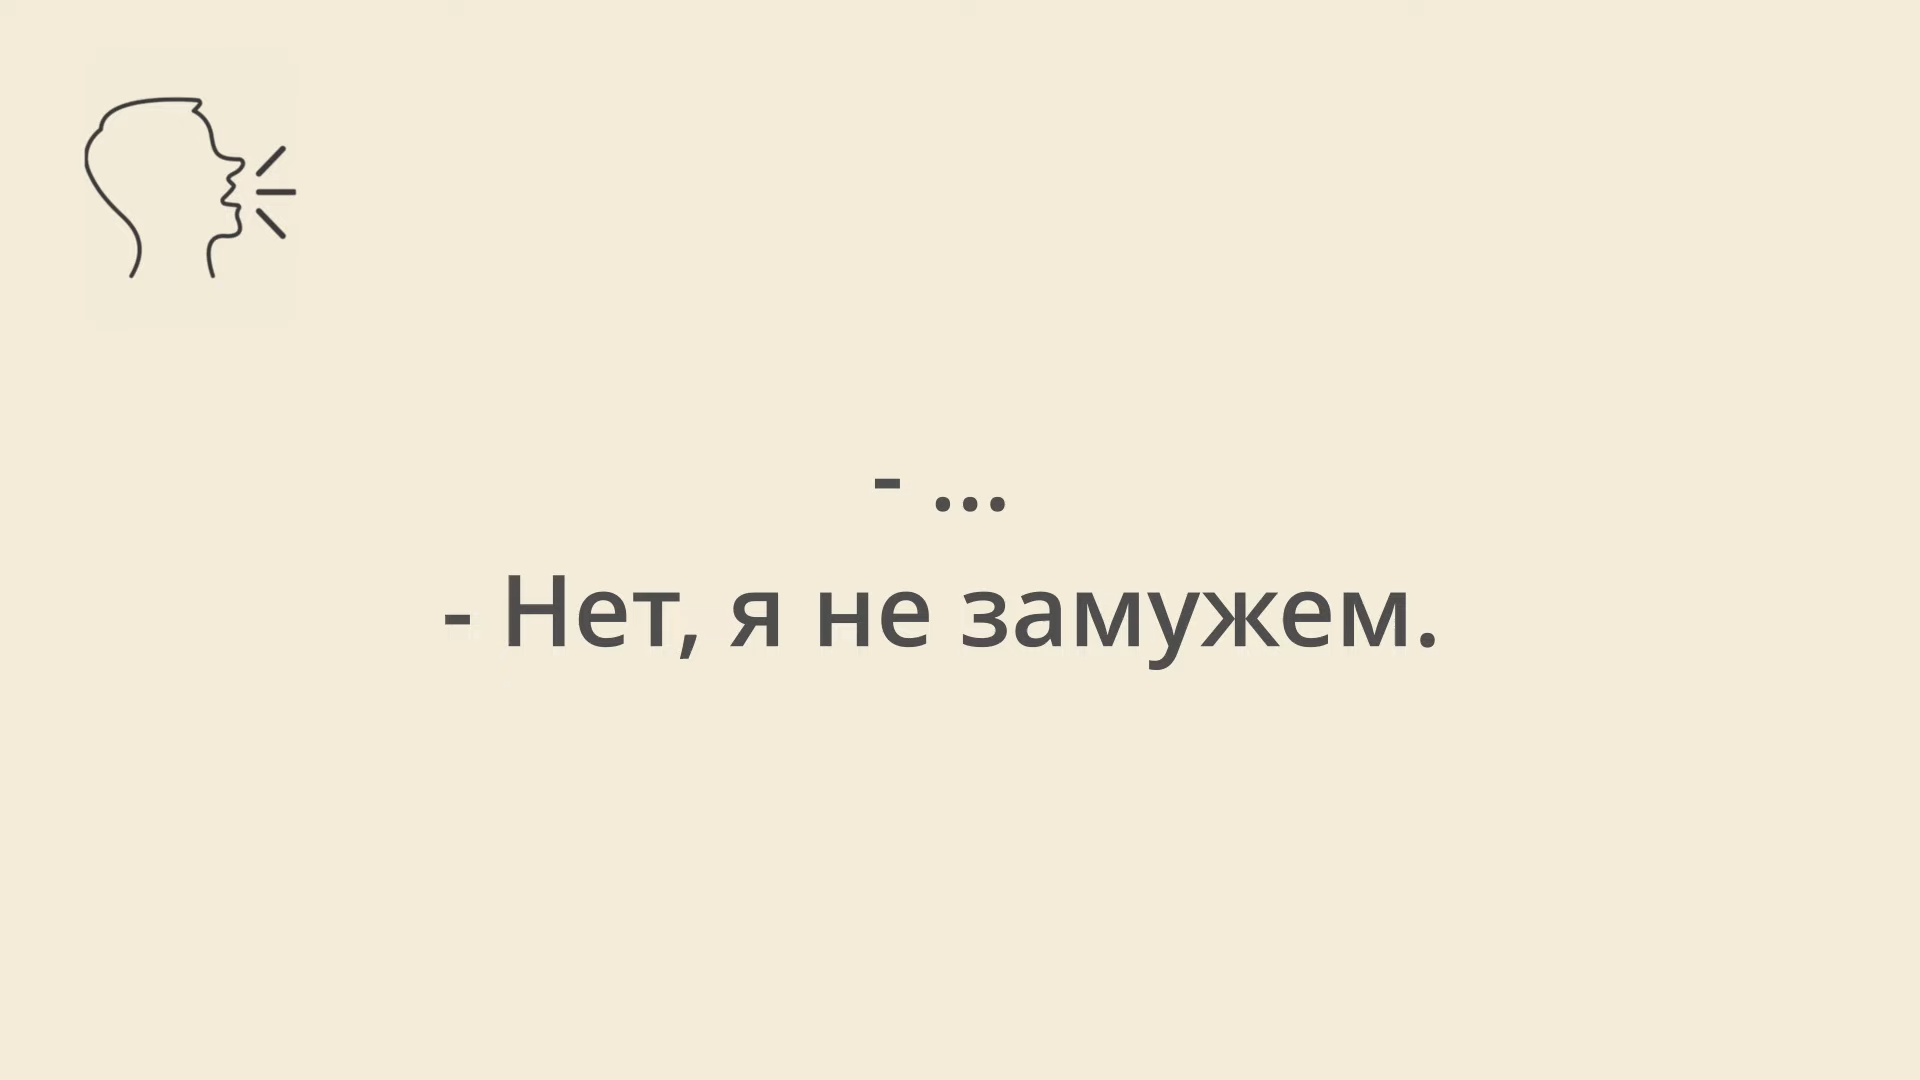 - ...
- Нет, я не замужем.